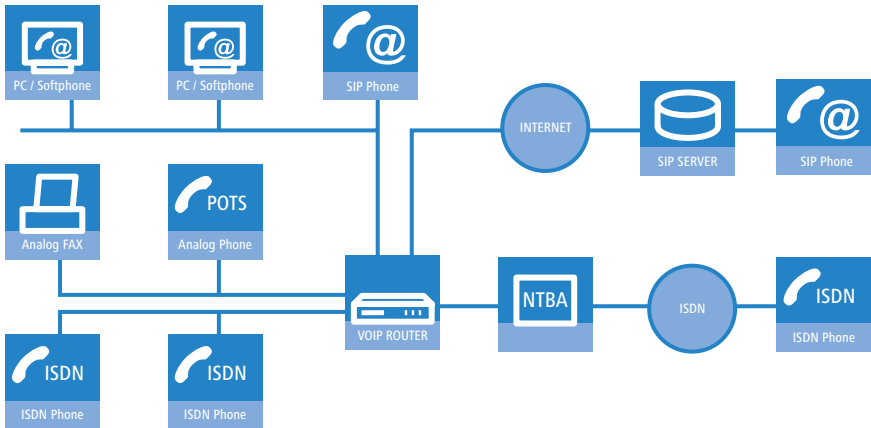 @
PC / Softphone
@
PC / Softphone
@
SIP Phone
INTERNET
SIP SERVER
@
SIP Phone
Analog FAX
POTS
Analog Phone
VOIP ROUTER
NTBA
ISDN
ISDN
ISDN Phone
ISDN
ISDN Phone
ISDN
ISDN Phone